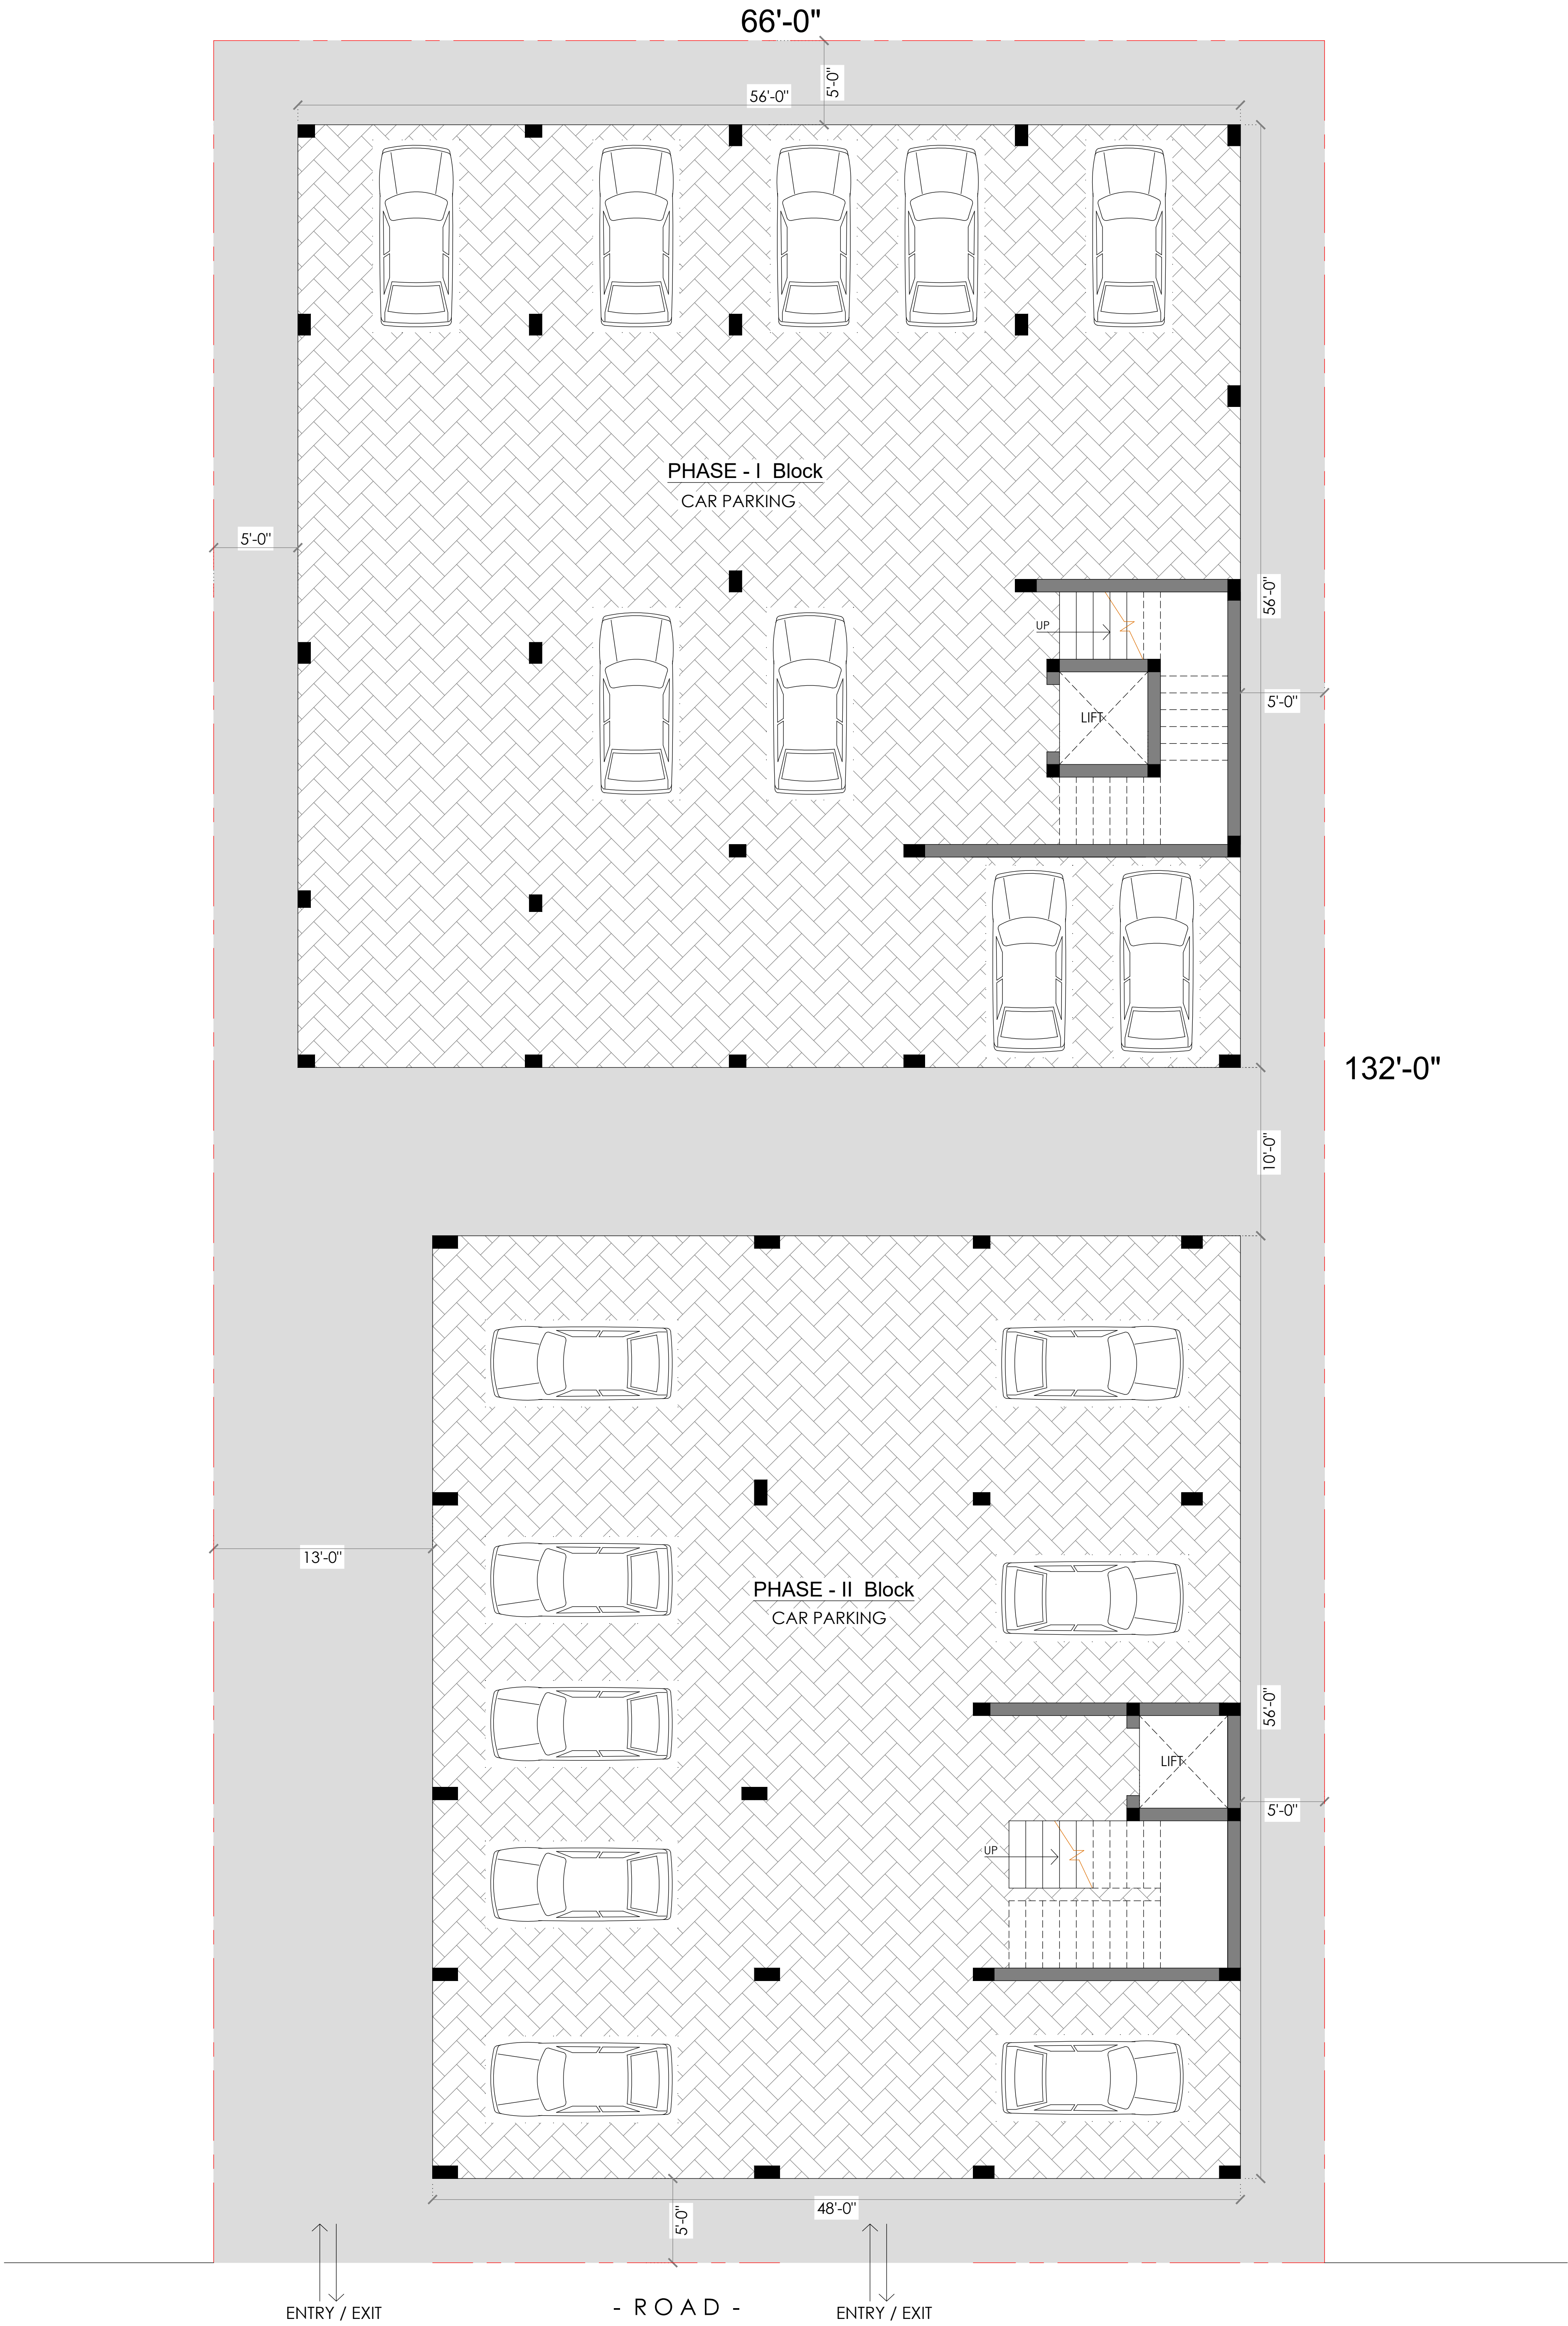 66'-0"
5'-0"
56'-0"
PHASE - I Block
CAR PARKING
5'-0"
56'-0"
UP
LIFT
5'-0"
132'-0"
10'-0"
13'-0"
PHASE - II Block
CAR PARKING
56'-0"
LIFT
5'-0"
UP
48'-0"
5'-0"
ENTRY / EXIT
- ROAD -
ENTRY / EXIT